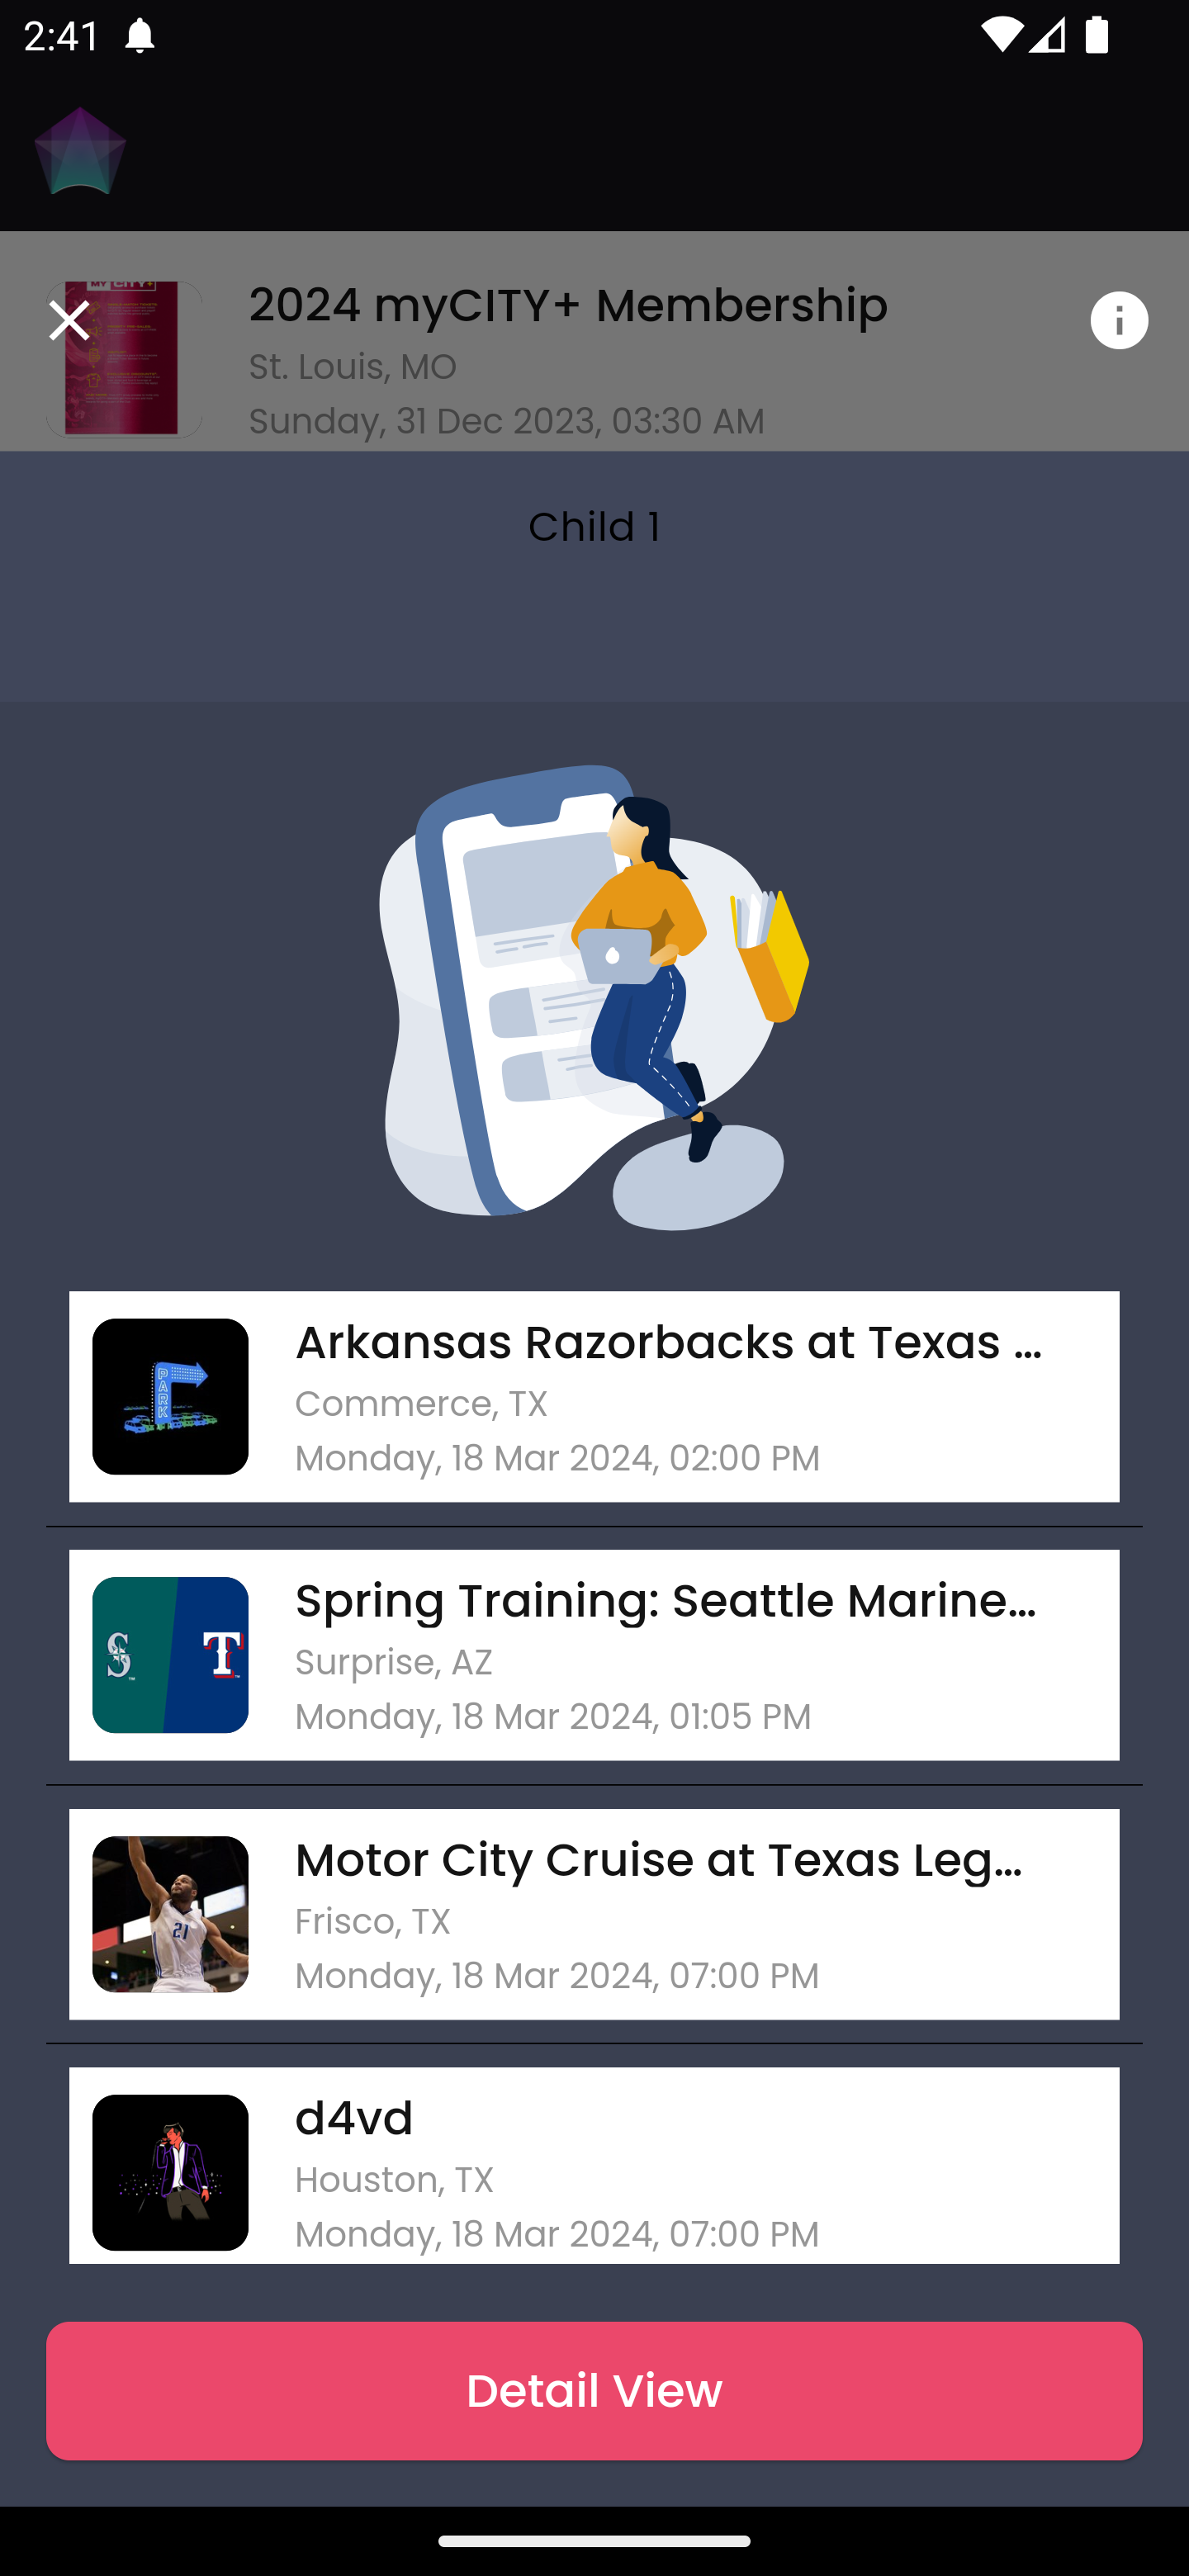 2:41
MY CITY+
2024 myCITY+ Membership
St. Louis, MO
Sunday, 31 Dec 2023, 03:30 AM
Child 1
PARK
Arkansas Razorbacks at Texas ...
Commerce, TX
Monday, 18 Mar 2024, 02:00 PM
Spring Training: Seattle Marine...
Surprise, AZ
Monday, 18 Mar 2024, 01:05 PM
21
Motor City Cruise at Texas Leg...
Frisco, TX
Monday, 18 Mar 2024, 07:00 PM
d4vd
Houston, TX
Monday, 18 Mar 2024, 07:00 PM
Detail View